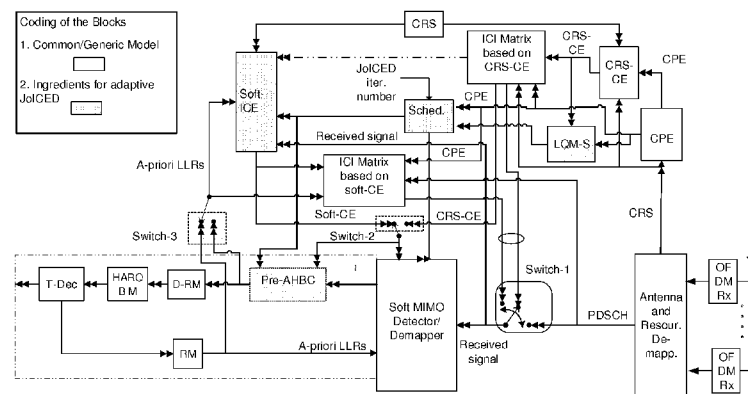 Coding of the Blocks
1. Common/Generic Model
2. Ingredients for adaptive
JoICED
CRS
Soft-
ICE
JoICED
iter.
number
ICI Matrix
based on
CRS-CE
CRS-
CE
CRS-
CE
CPE
CPE
Sched.
LQM-S
CPE
Received signal
A-priori LLRs
ICI Matrix
based on
soft-CE
CPE
CRS
Soft-CE
CRS-CE
Switch-3
Switch-2
Switch-1
T-Dec
HARQ
BM
D-RM
Pre-AHBC
Soft MIMO
Detector/
Demapper
PDSCH
Antenna
and
Rescur.
De-
mapp.
OF
DM
Rx
RM
A-priori LLRs
Received
signal
OF
DM
Rx